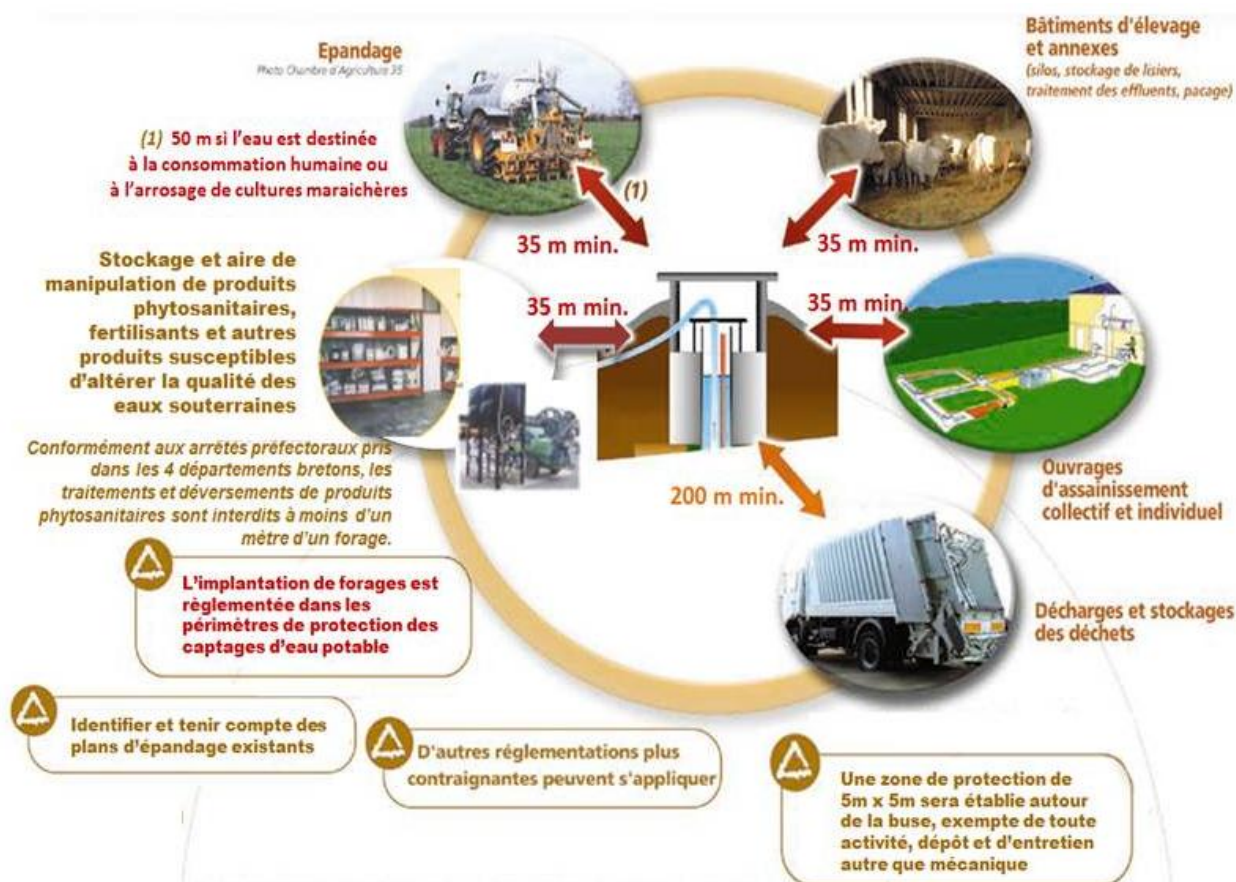 Epandage
Photo Chambre d'Agriculture 35
Bâtiments d'élevage
et annexes
(silos, stockage de lisiers,
traitement des effluents, pacage)
(1) 50 m si l'eau est destinée
à la consommation humaine ou
à l'arrosage de cultures maraichères
(1)
35 m min.
35 m min.
Stockage et aire de
manipulation de produits
phytosanitaires,
fertilisants et autres
produits susceptibles
d'altérer la qualité des
eaux souterraines
35 m min.
35 m min.
Conformément aux arrêtés préfectoraux pris
dans les 4 départements bretons, les
traitements et déversements de produits
phytosanitaires sont interdits à moins d'un
mètre d'un forage.
Ouvrages
d'assainissement
collectif et individuel
200 m min.
L'implantation de forages est
règlementée dans les
périmètres de protection des
captages d'eau potable
Décharges et stockages
des déchets
Identifier et tenir compte des
plans d'épandage existants
D'autres réglementations plus
contraignantes peuvent s'appliquer
Une zone de protection de
5m x 5m sera établie autour
de la buse, exempte de toute
activité, dépôt et d'entretien
autre que mécanique